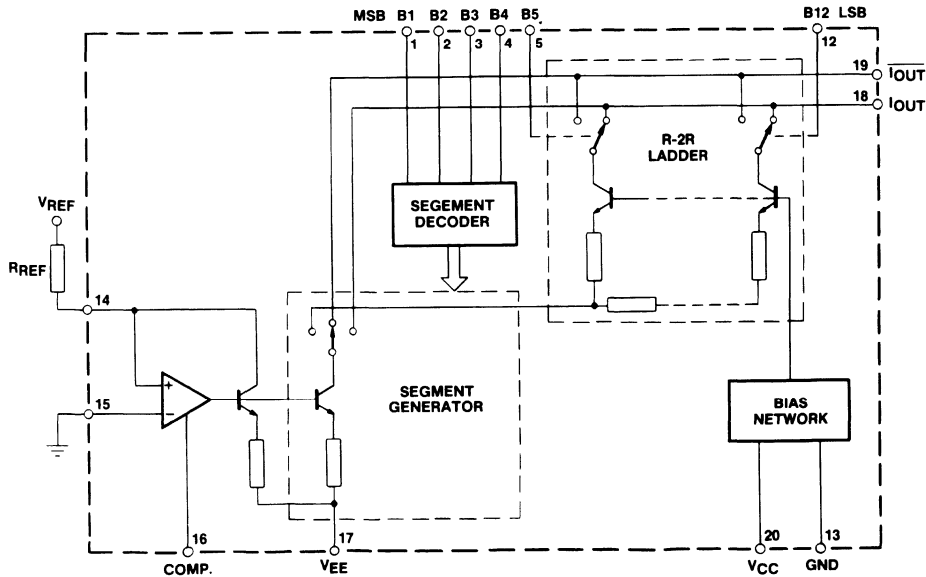 MSB B1 B2 B3 B4 B5 B12 LSB
1 2 3 4 5 12
19 IOUT
18 IOUT
R-2R
LADDER
SEGEMENT
DECODER
VREF
RREF
14
15
SEGMENT
GENERATOR
+
−
BIAS
NETWORK
16 17 20 13
COMP. VEE VCC GND